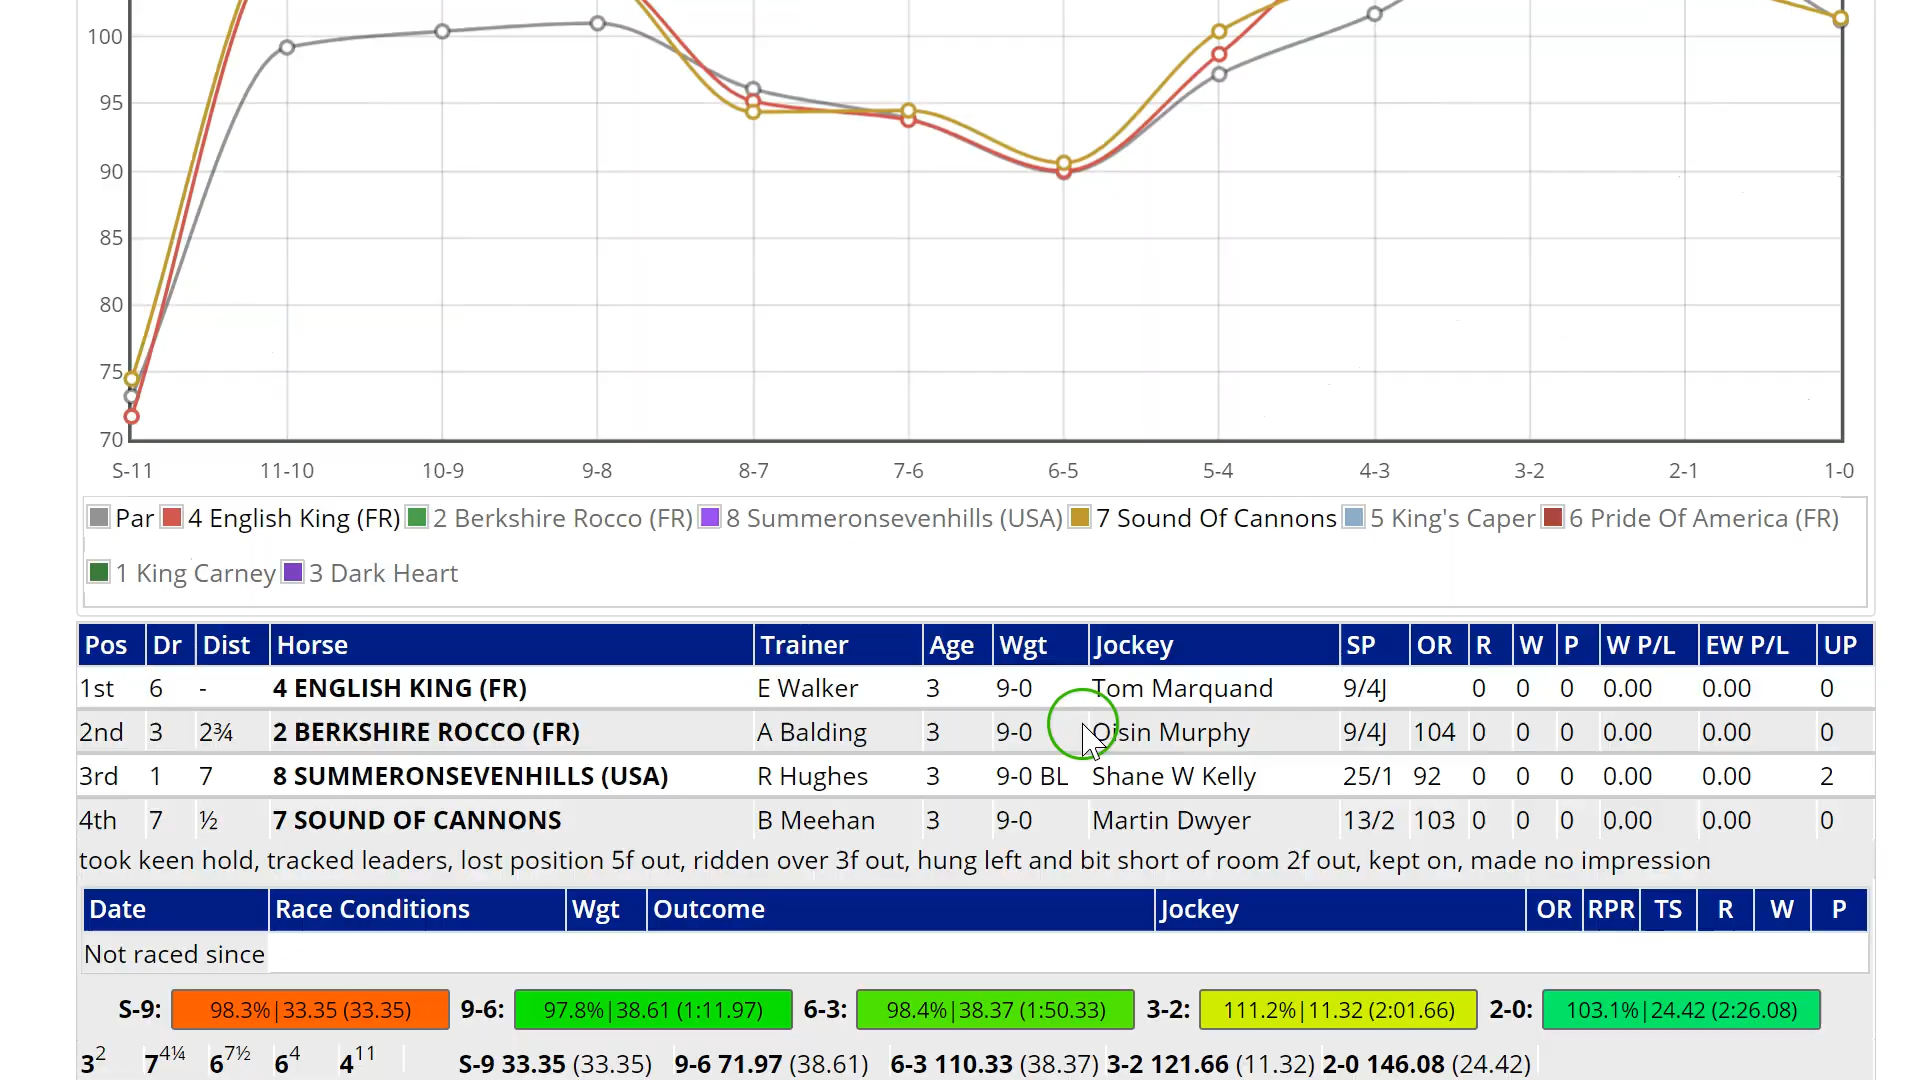 100
95
90
85
80
75
70
S-11 11-10 10-9 9-8 8-7 7-6 6-5 5-4 4-3 3-2 2-1 1-0
Par 4 English King (FR) 2 Berkshire Rocco (FR) 8 Summeronsevenhills (USA) 7 Sound Of Cannons 5 King's Caper 6 Pride Of America (FR)
1 King Carney 3 Dark Heart
Pos Dr Dist Horse Trainer Age Wgt Jockey SP OR R W P W P/L EW P/L UP
1st 6 - 4 ENGLISH KING (FR) E Walker 3 9-0 Tom Marquand 9/4J 0 0 0 0.00 0.00 0
2nd 3 2¾ 2 BERKSHIRE ROCCO (FR) A Balding 3 9-0 Oisin Murphy 9/4J 104 0 0 0 0.00 0.00 0
3rd 1 7 8 SUMMERONSEVENHILLS (USA) R Hughes 3 9-0 BL Shane W Kelly 25/1 92 0 0 0 0.00 0.00 2
4th 7 ½ 7 SOUND OF CANNONS B Meehan 3 9-0 Martin Dwyer 13/2 103 0 0 0 0.00 0.00 0
took keen hold, tracked leaders, lost position 5f out, ridden over 3f out, hung left and bit short of room 2f out, kept on, made no impression
Date Race Conditions Wgt Outcome Jockey OR RPR TS R W P
Not raced since
S-9: 98.3%|33.35 (33.35) 9-6: 97.8%|38.61 (1:11.97) 6-3: 98.4%|38.37 (1:50.33) 3-2: 111.2%|11.32 (2:01.66) 2-0: 103.1%|24.42 (2:26.08)
3² 7⁴¼ 6⁷½ 6⁴ 4¹¹ S-9 33.35 (33.35) 9-6 71.97 (38.61) 6-3 110.33 (38.37) 3-2 121.66 (11.32) 2-0 146.08 (24.42)